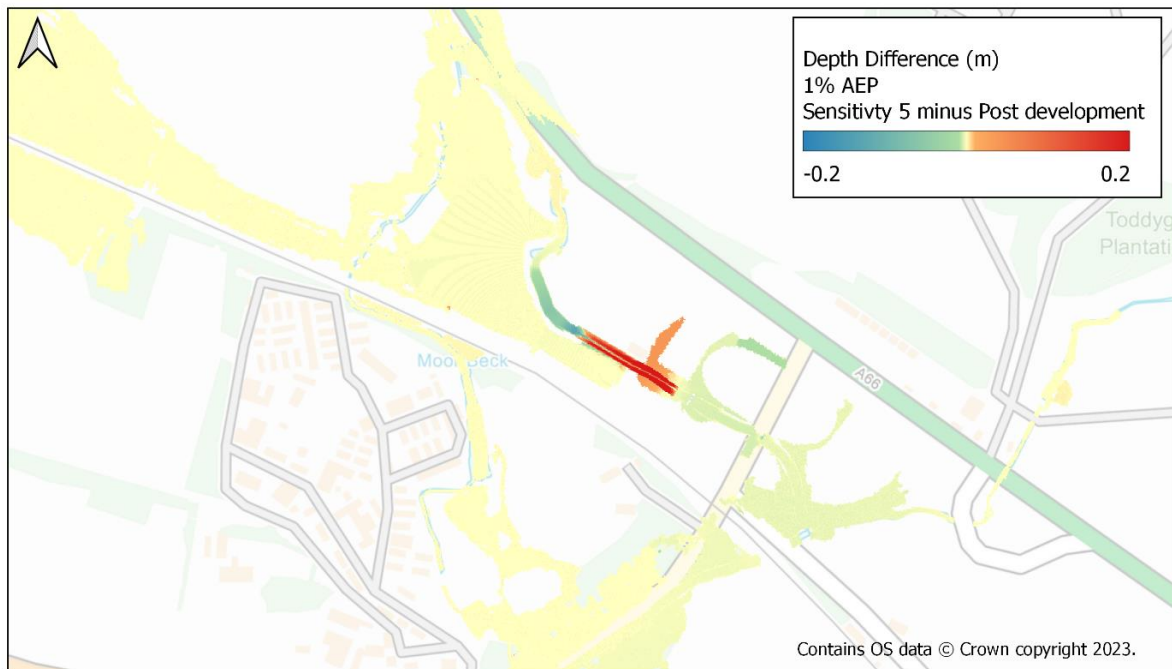 Depth Difference (m)
1% AEP
Sensitivty 5 minus Post development
-0.2 0.2
Toddyg
Plantati
Moor Beck
A66
Contains OS data © Crown copyright 2023.